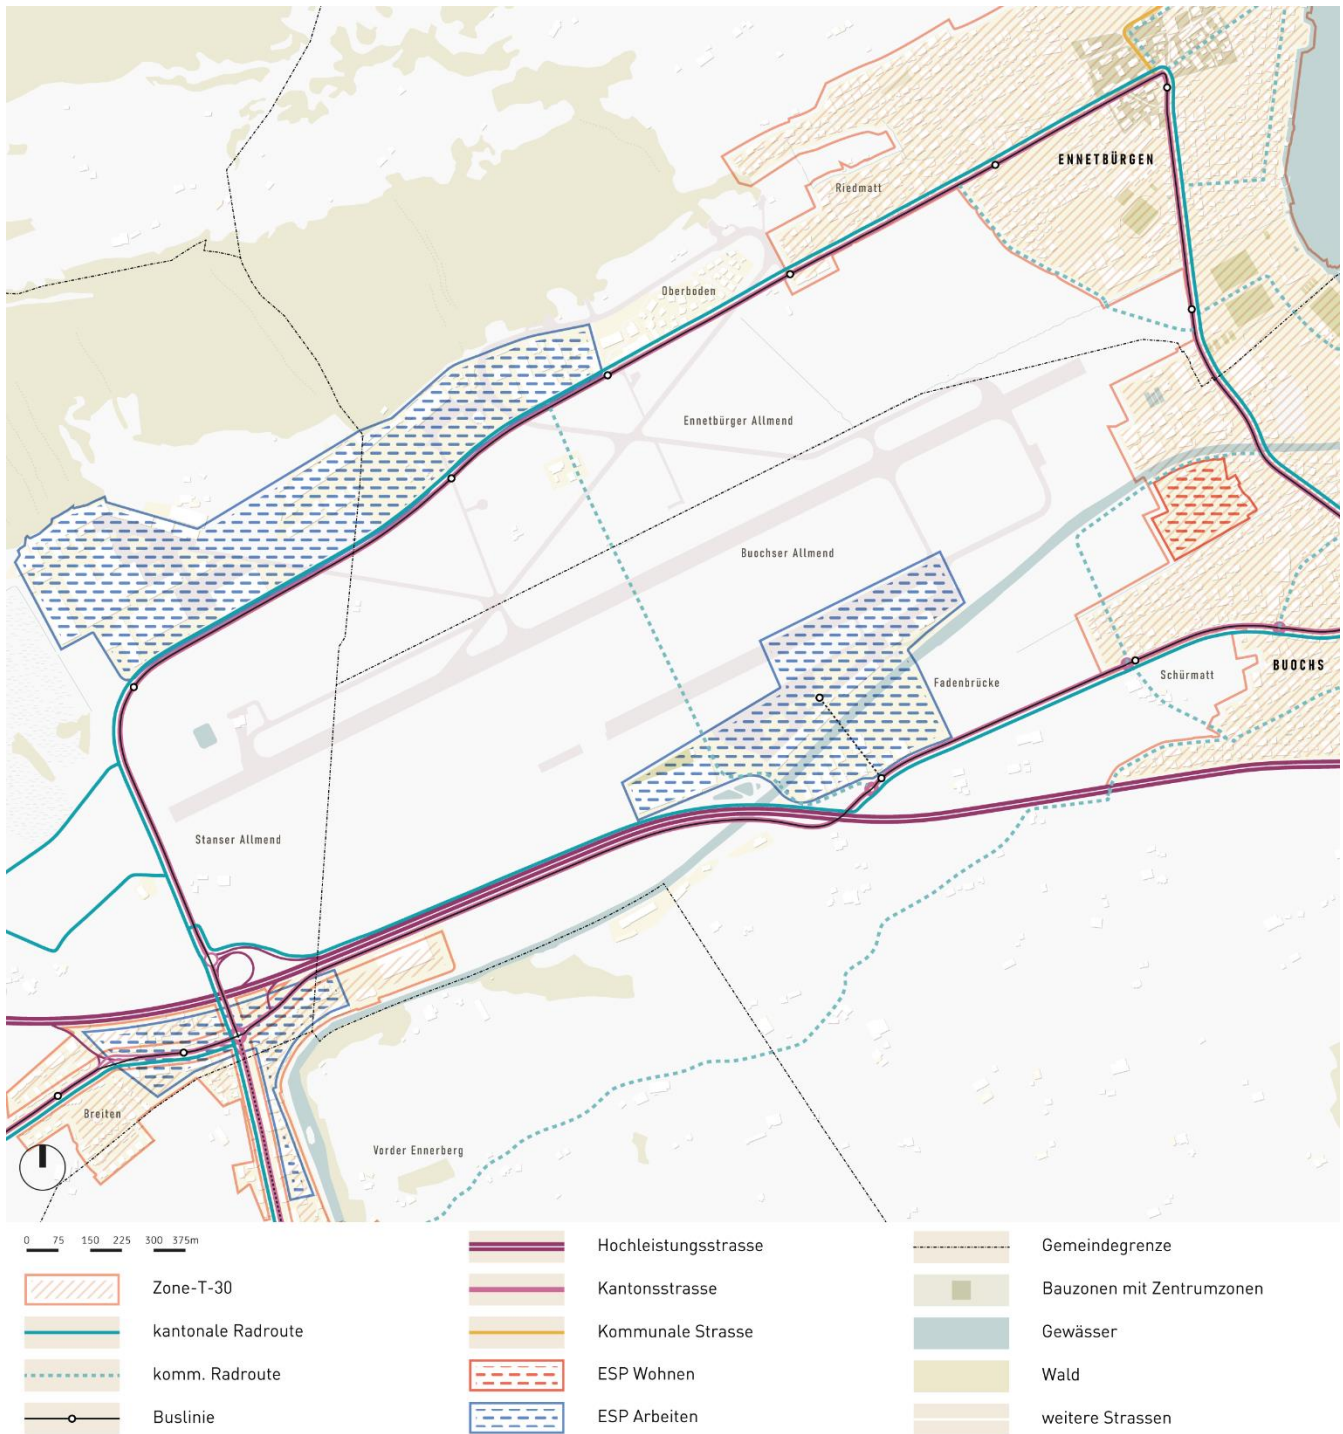 ENNETBÜRGEN
Riedmatt
Oberboden
Ennetbürger Allmend
Buochser Allmend
Fadenbrücke
Schürmatt
BUOCHS
Stanser Allmend
Breiten
Vorder Ennerberg
0 75 150 225 300 375m
Zone-T-30
kantonale Radroute
komm. Radroute
Buslinie
Hochleistungsstrasse
Kantonsstrasse
Kommunale Strasse
ESP Wohnen
ESP Arbeiten
Gemeindegrenze
Bauzonen mit Zentrumzonen
Gewässer
Wald
weitere Strassen